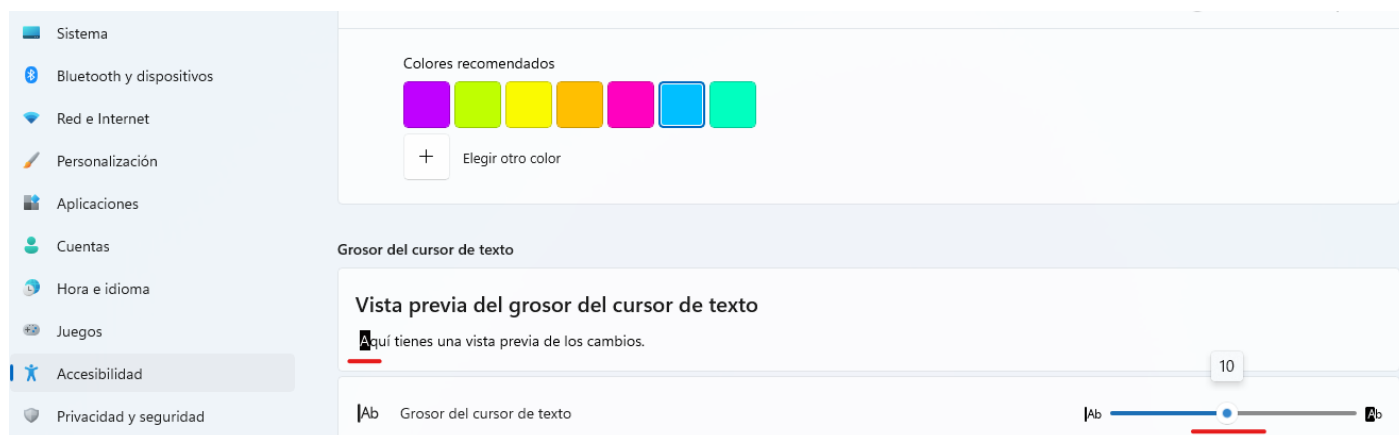 Sistema
Bluetooth y dispositivos
Red e Internet
Personalización
Aplicaciones
Cuentas
Hora e idioma
Juegos
Accesibilidad
Privacidad y seguridad
Colores recomendados
+ Elegir otro color
Grosor del cursor de texto
Vista previa del grosor del cursor de texto
Aquí tienes una vista previa de los cambios.
10
Ab Grosor del cursor de texto Ab Ab